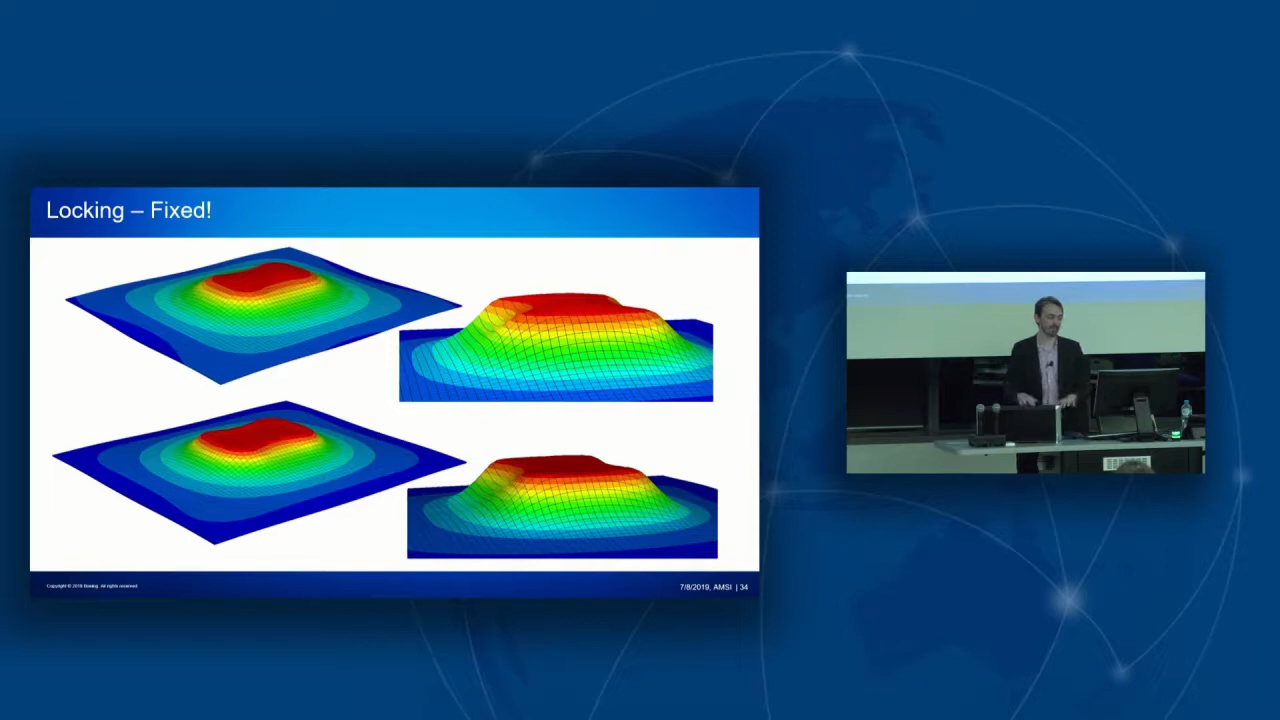 Locking – Fixed!
Copyright © 2019 Boeing. All rights reserved.
7/8/2019, AMSI | 34